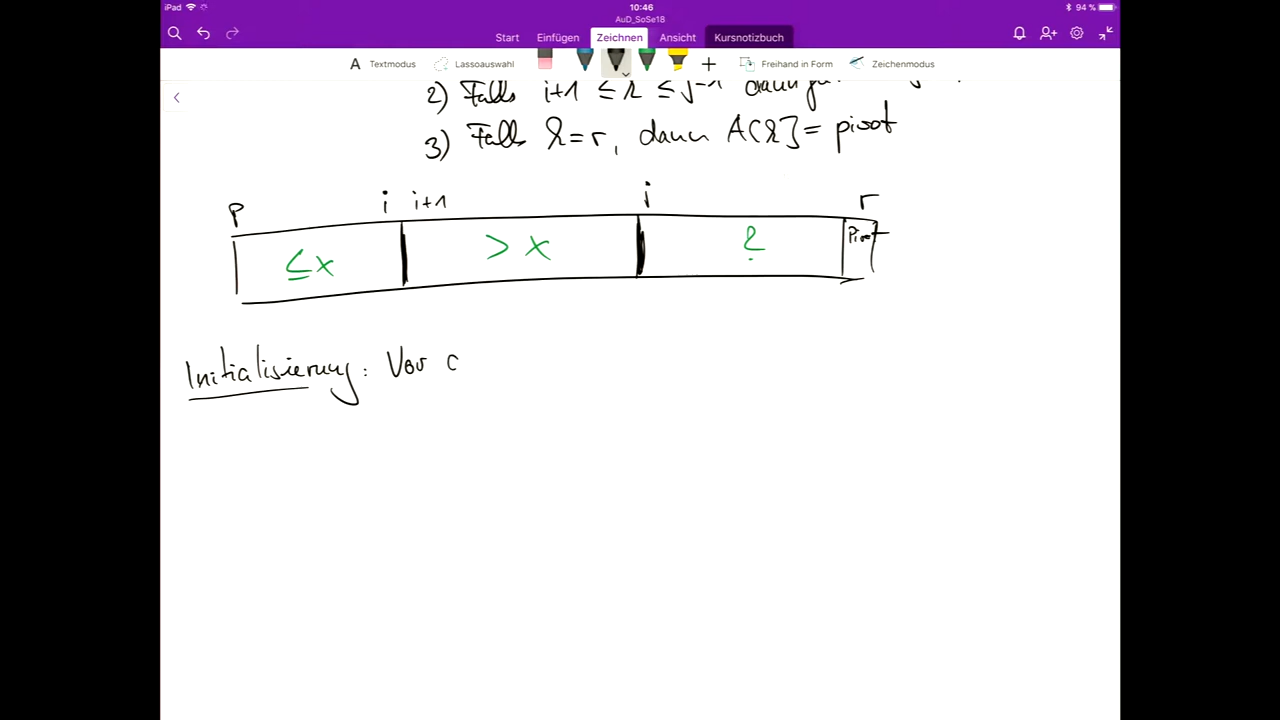 iPad 10:46 94 %
AuD_SoSe18
Start Einfügen Zeichnen Ansicht Kursnotizbuch
A Textmodus Lassoauswahl Freihand in Form Zeichenmodus
2) Falls i+1 ≤ k ≤ j-1 dann
3) Falls k=r, dann A[k]= pivot
p i i+1 j r
≤x > x ? Pivot
Initialisierung: Vor